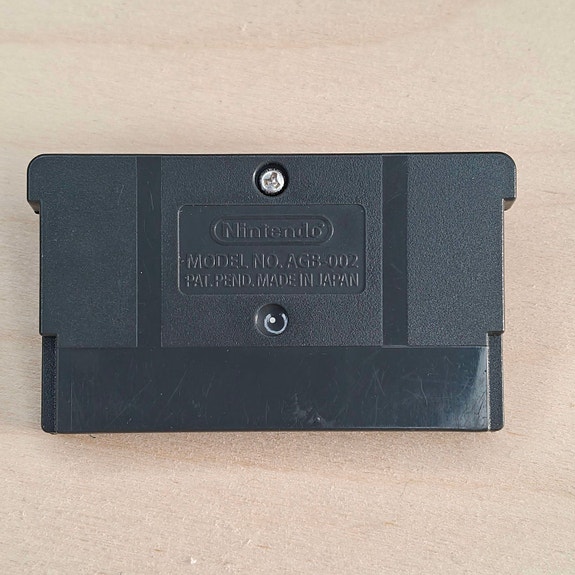 Nintendo
MODEL NO. AGB-002
PAT. PEND. MADE IN JAPAN